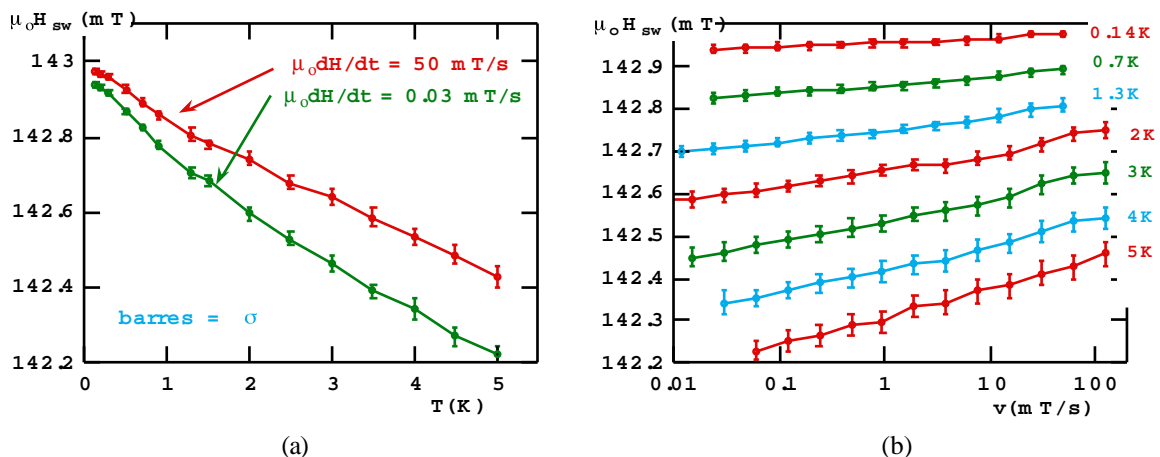 μoHsw(mT)
143
142.8
142.6
142.4
142.2
μodH/dt = 50 mT/s
μodH/dt = 0.03 mT/s
barres = σ
0 1 2 3 4 5
T(K)
(a)
μoHsw(mT)
142.9
142.8
142.7
142.6
142.5
142.4
142.3
142.2
0.14K
0.7K
1.3K
2K
3K
4K
5K
0.01 0.1 1 10 100
v(mT/s)
(b)